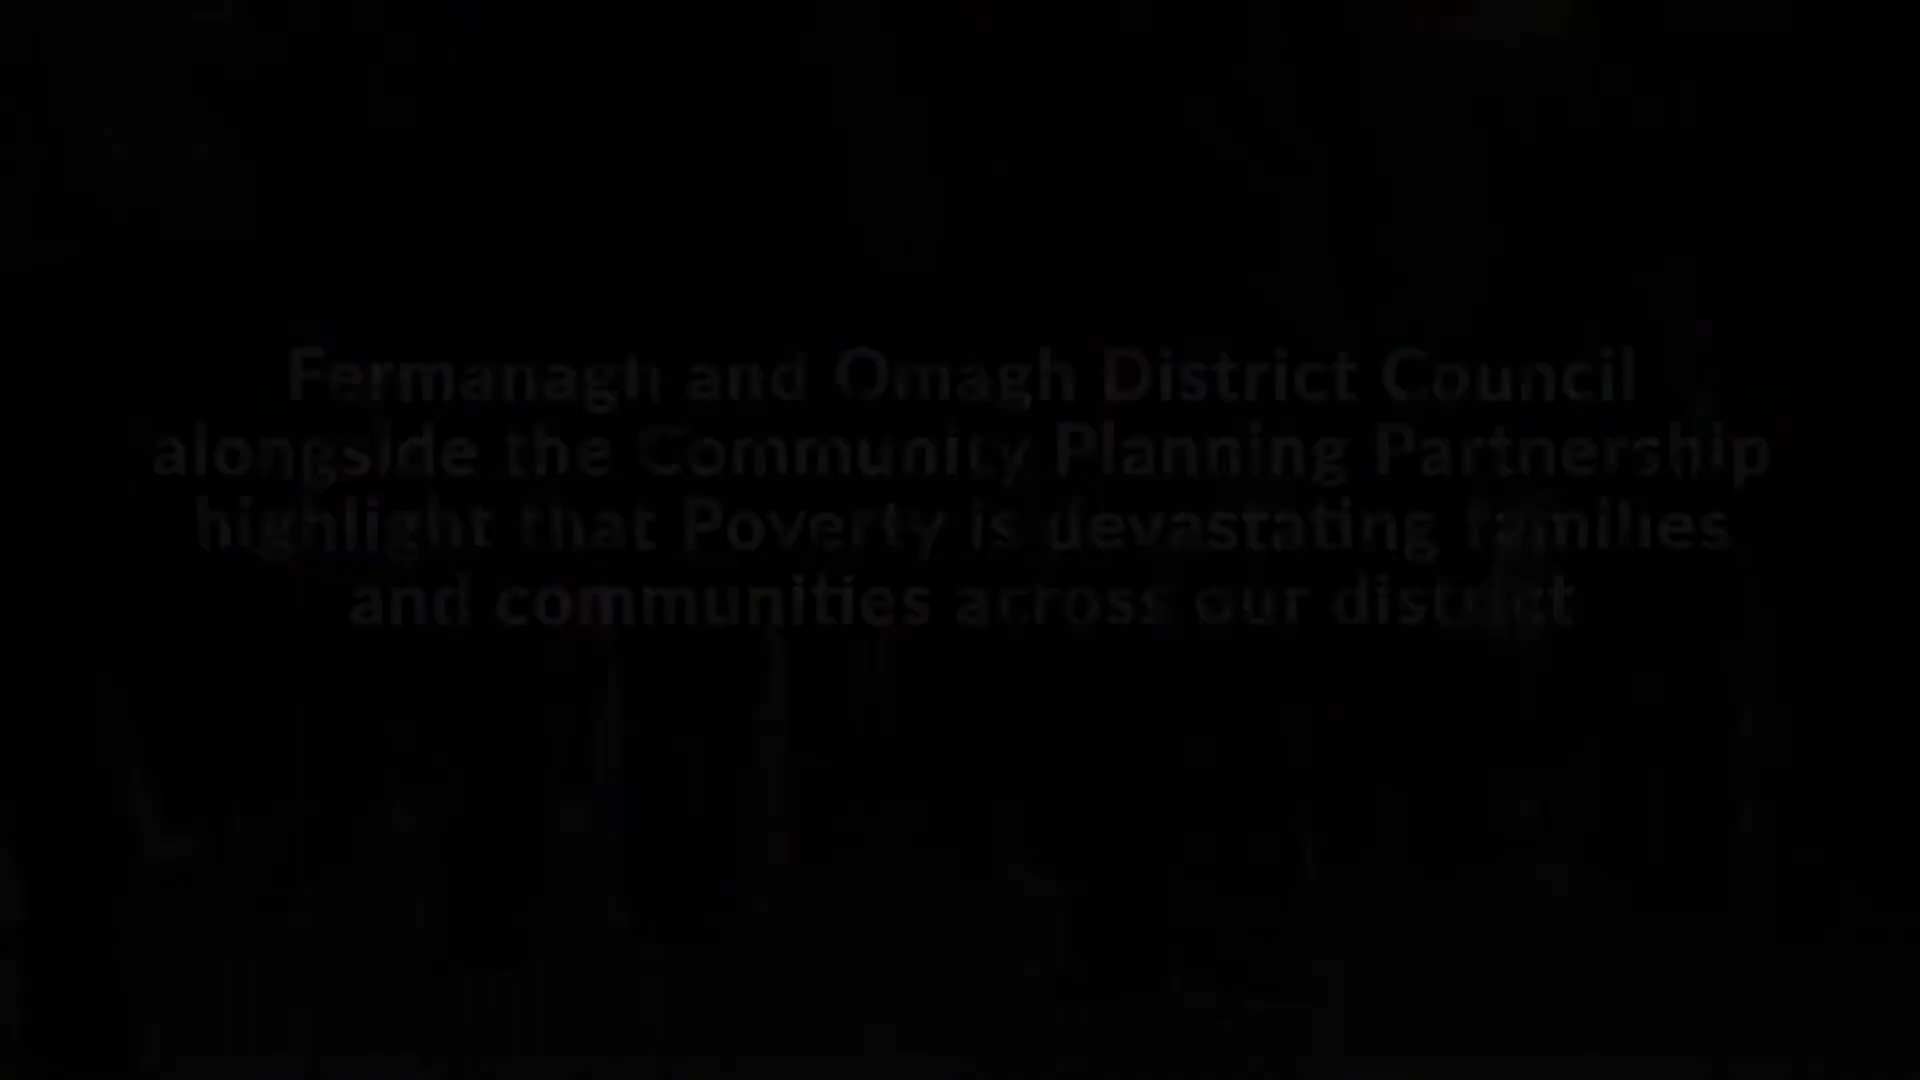 Fermanagh and Omagh District Council
alongside the Community Planning Partnership
highlight that Poverty is devastating families
and communities across our district